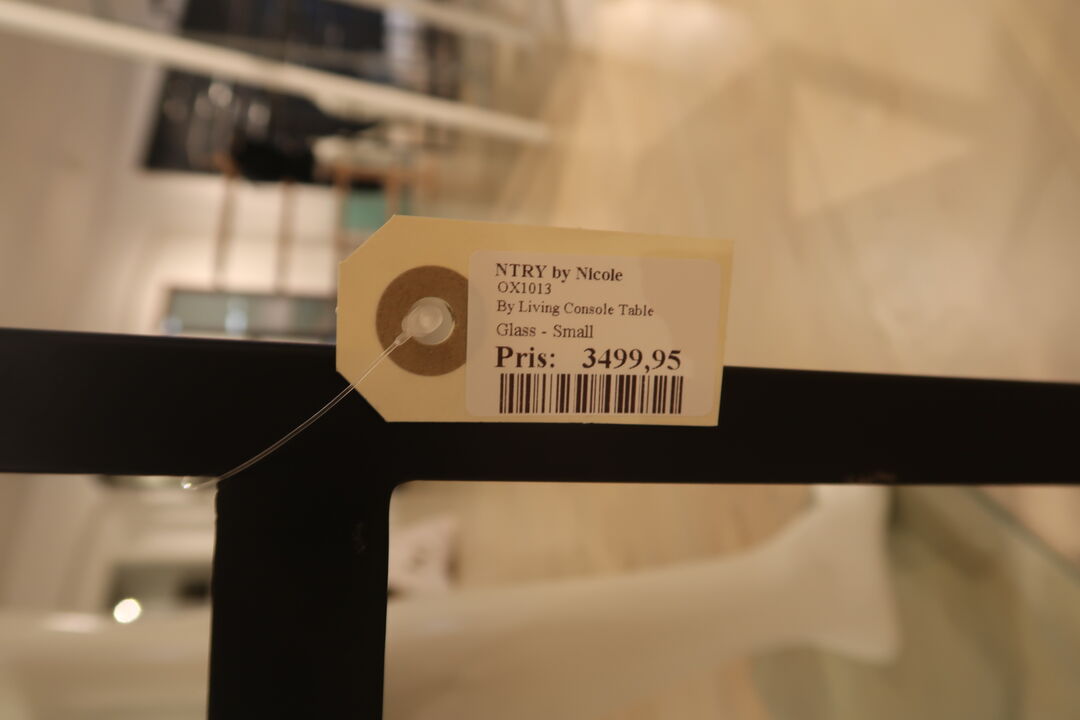 NTRY by Nicole
OX1013
By Living Console Table
Glass - Small
Pris: 3499,95